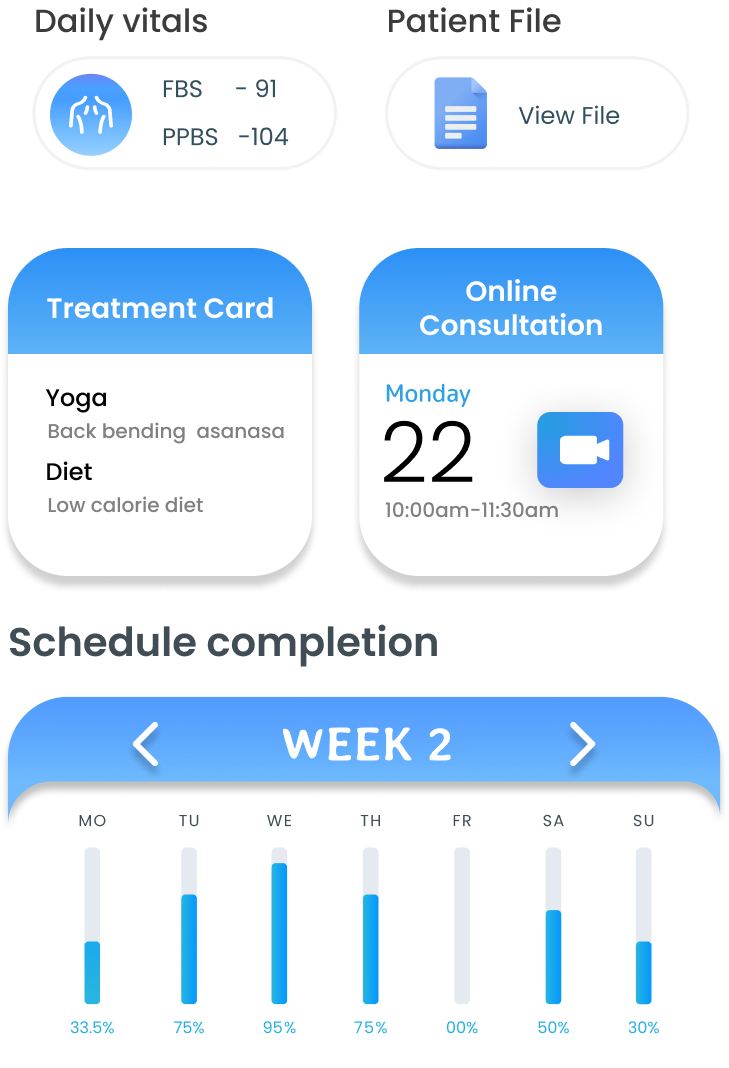 Daily vitals
Patient File
FBS - 91
PPBS -104
View File
Treatment Card
Yoga
Back bending asanasa
Diet
Low calorie diet
Online
Consultation
Monday
22
10:00am-11:30am
Schedule completion
WEEK 2
MO TU WE TH FR SA SU
33.5% 75% 95% 75% 00% 50% 30%